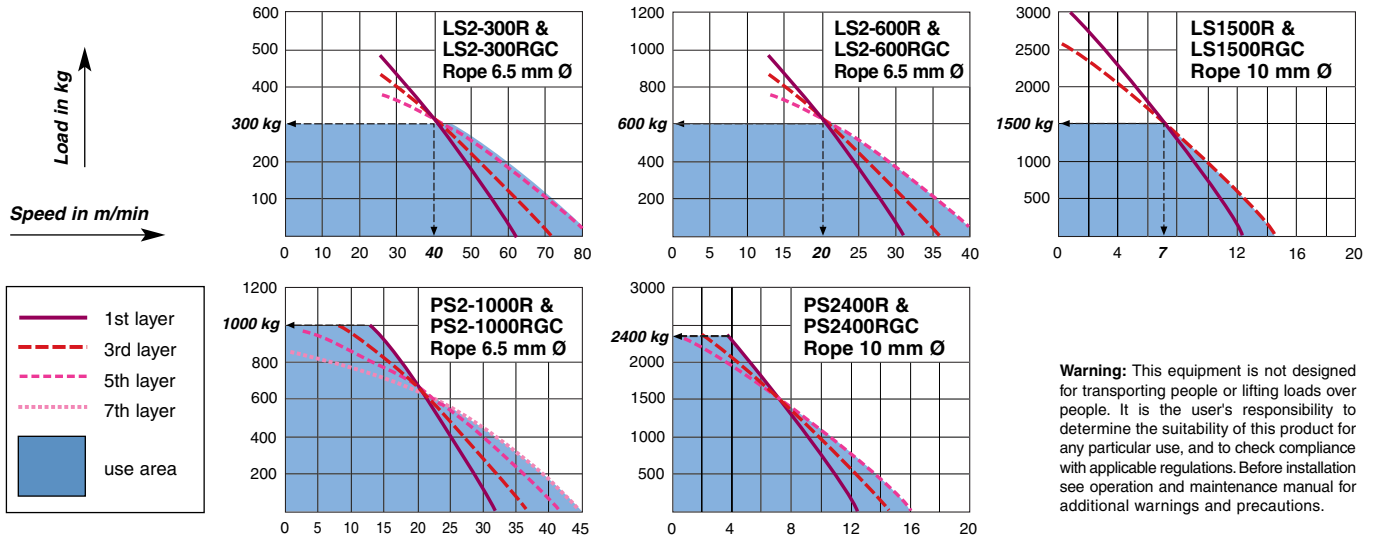 Load in kg
Speed in m/min
600
500
400
300 kg
200
100
0 10 20 30 40 50 60 70 80
LS2-300R &
LS2-300RGC
Rope 6.5 mm Ø
1200
1000
800
600 kg
400
200
0 5 10 15 20 25 30 35 40
LS2-600R &
LS2-600RGC
Rope 6.5 mm Ø
3000
2500
2000
1500 kg
1000
500
0 4 7 12 16 20
LS1500R &
LS1500RGC
Rope 10 mm Ø
1st layer
3rd layer
5th layer
7th layer
use area
1200
1000 kg
800
600
400
200
0 5 10 15 20 25 30 35 40 45
PS2-1000R &
PS2-1000RGC
Rope 6.5 mm Ø
3000
2400 kg
2000
1500
1000
500
0 4 8 12 16 20
PS2400R &
PS2400RGC
Rope 10 mm Ø
Warning: This equipment is not designed
for transporting people or lifting loads over
people. It is the user's responsibility to
determine the suitability of this product for
any particular use, and to check compliance
with applicable regulations. Before installation
see operation and maintenance manual for
additional warnings and precautions.